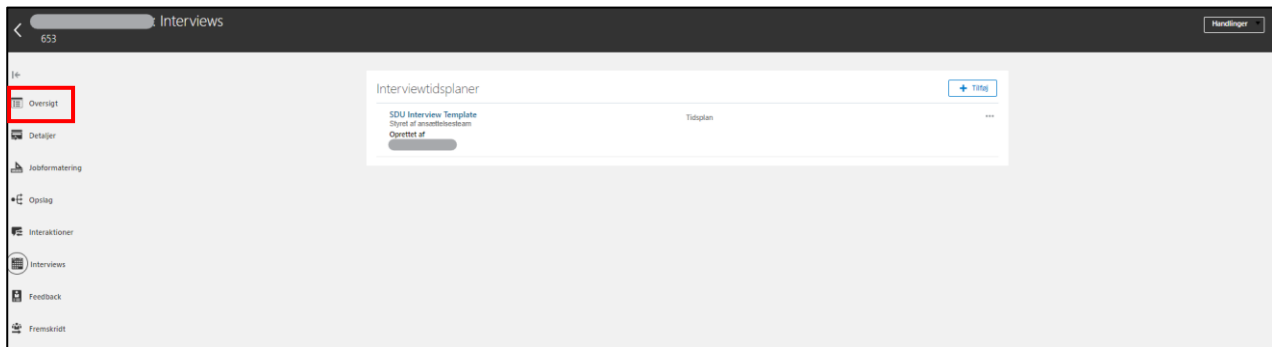 : Interviews
653
Handlinger
Oversigt
Detaljer
Jobformatering
Opslag
Interaktioner
Interviews
Feedback
Fremskridt
Interviewtidsplaner
+ Tilføj
SDU Interview Template
Tidsplan
...
Styret af ansættelsesteam
Oprettet af